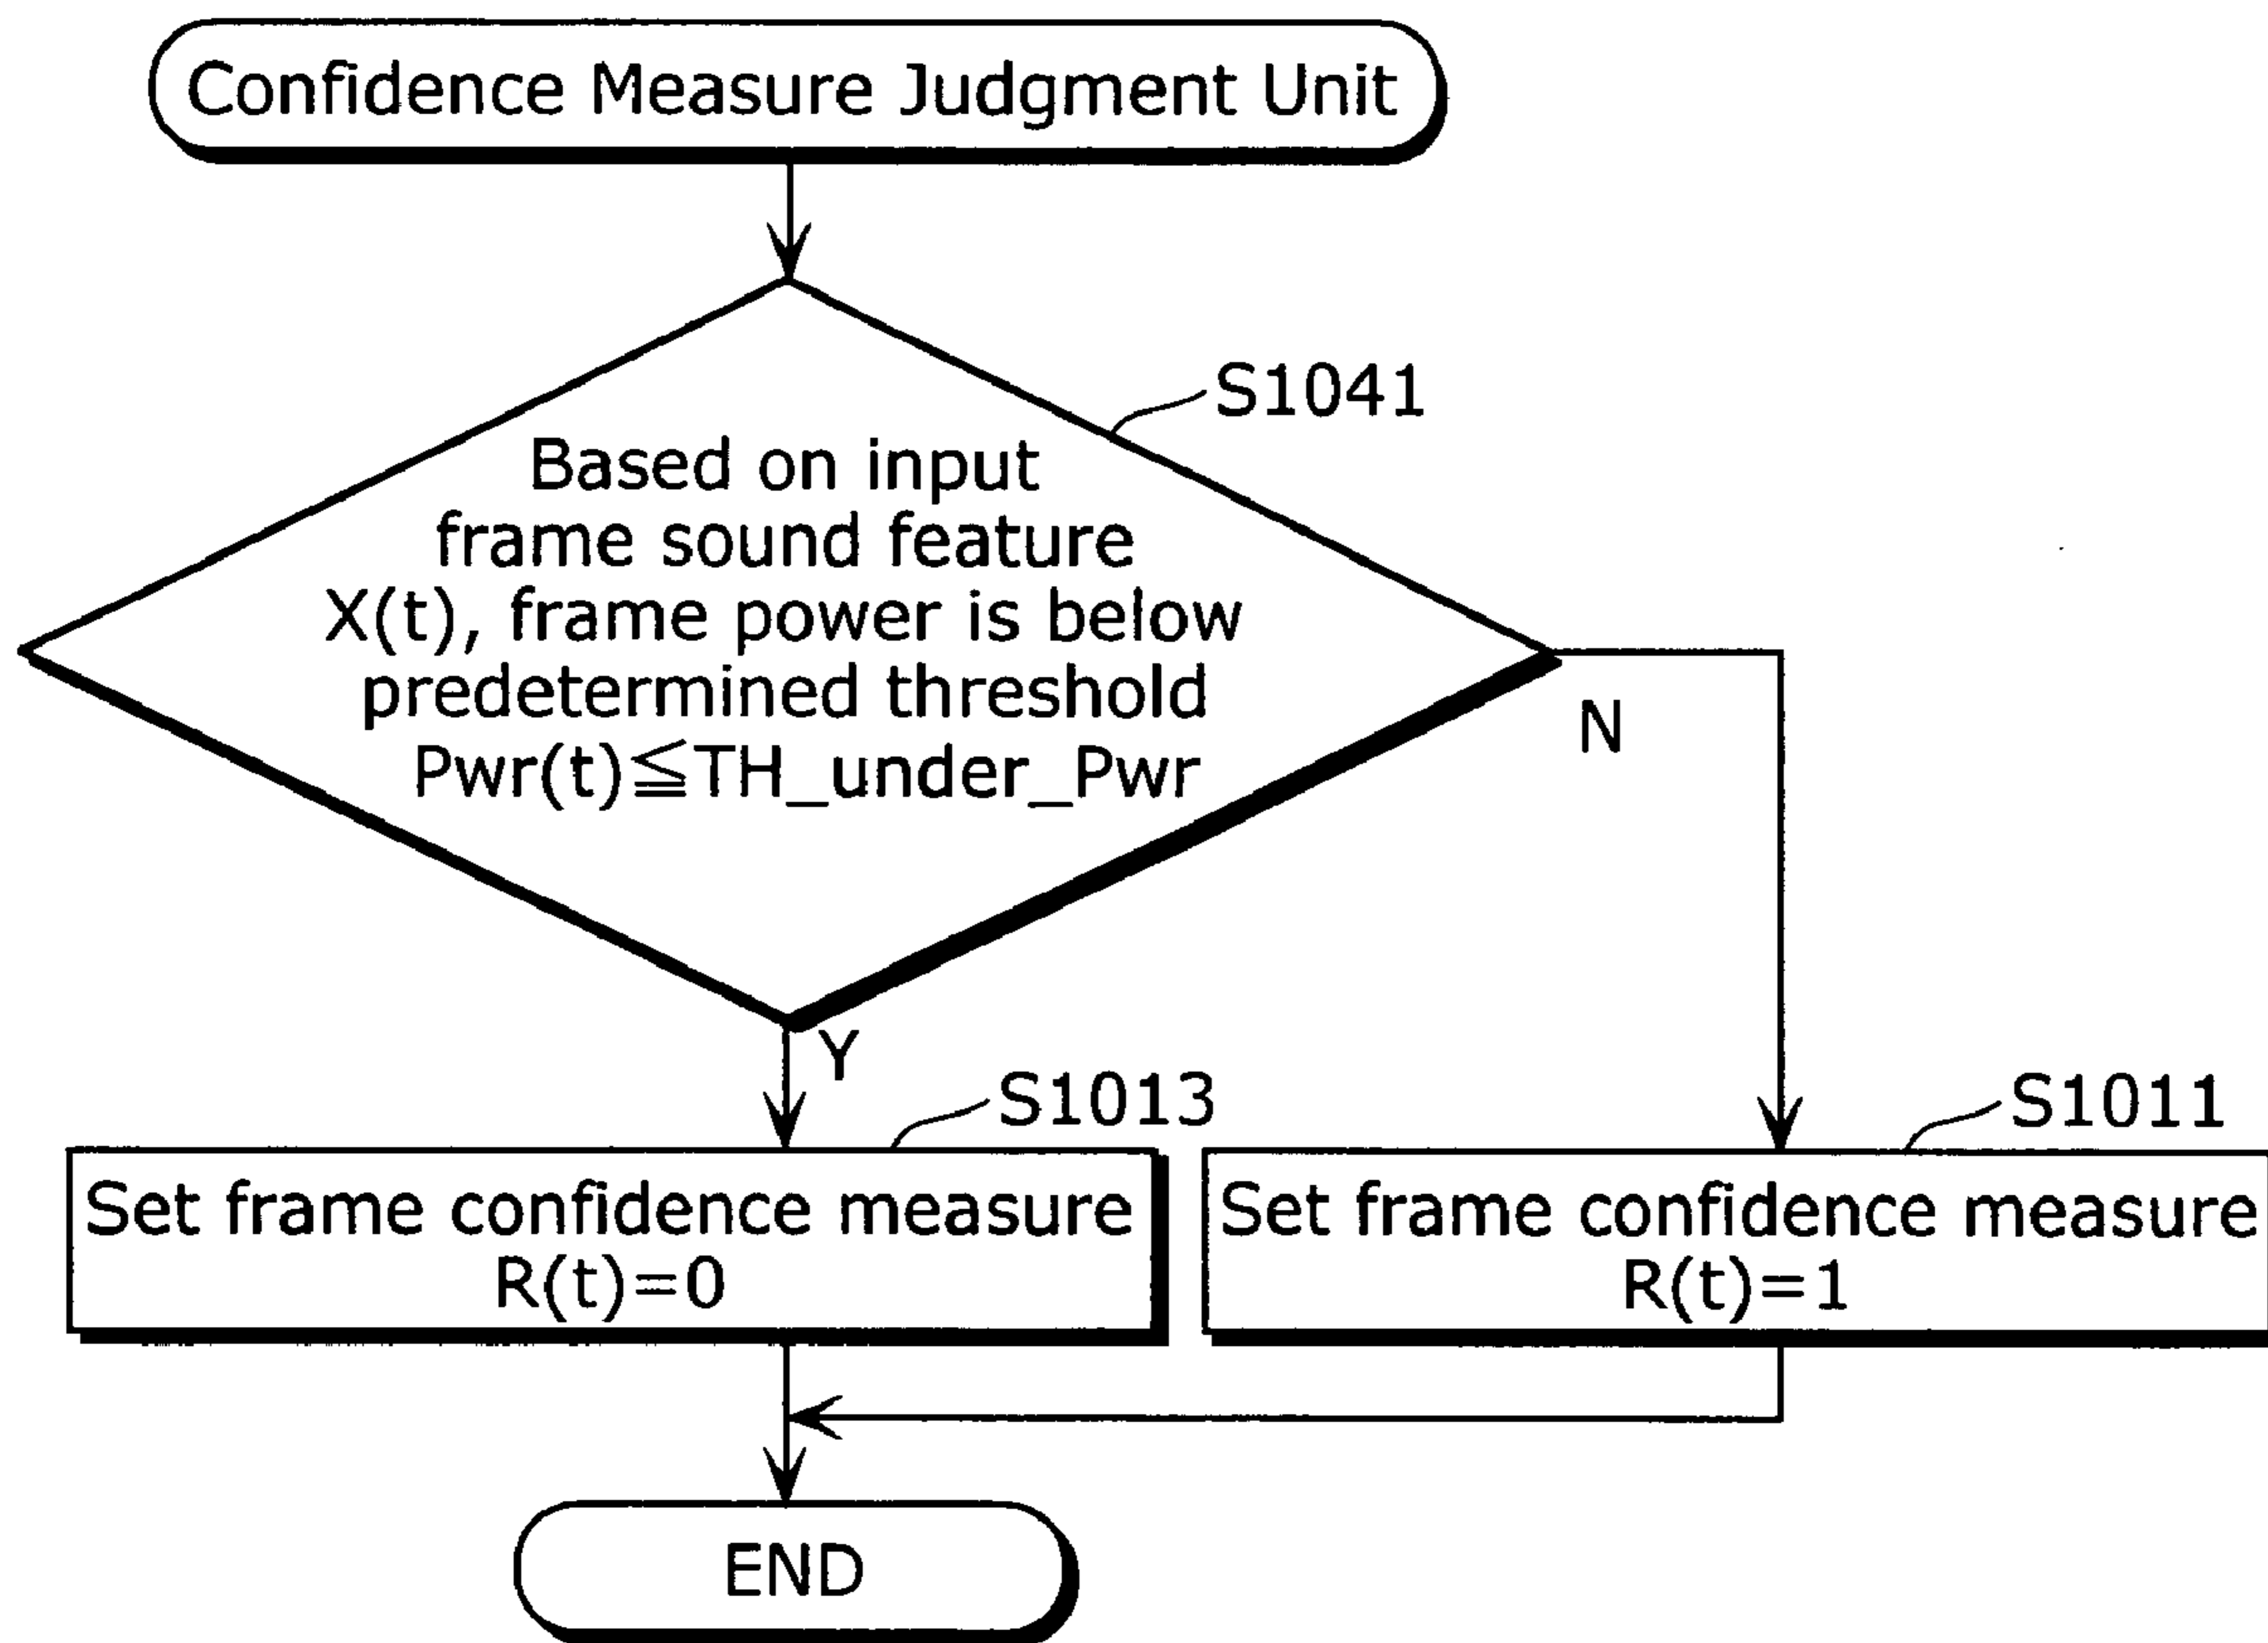 Confidence Measure Judgment Unit
S1041
Based on input
frame sound feature
X(t), frame power is below
predetermined threshold
Pwr(t)≦TH_under_Pwr
N
Y
S1013
Set frame confidence measure
R(t)=0
S1011
Set frame confidence measure
R(t)=1
END